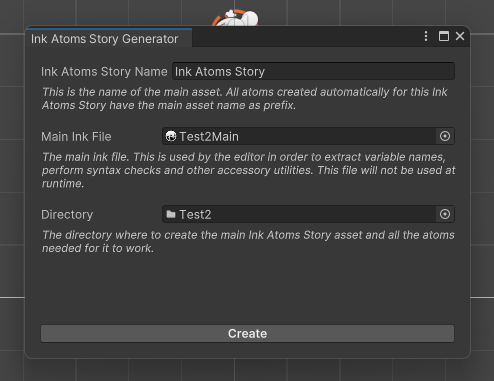 Ink Atoms Story Generator
Ink Atoms Story Name Ink Atoms Story
This is the name of the main asset. All atoms created automatically for this Ink
Atoms Story have the main asset name as prefix.
Main Ink File Test2Main
The main ink file. This is used by the editor in order to extract variable names,
perform syntax checks and other accessory utilities. This file will not be used at
runtime.
Directory Test2
The directory where to create the main Ink Atoms Story asset and all the atoms
needed for it to work.
Create